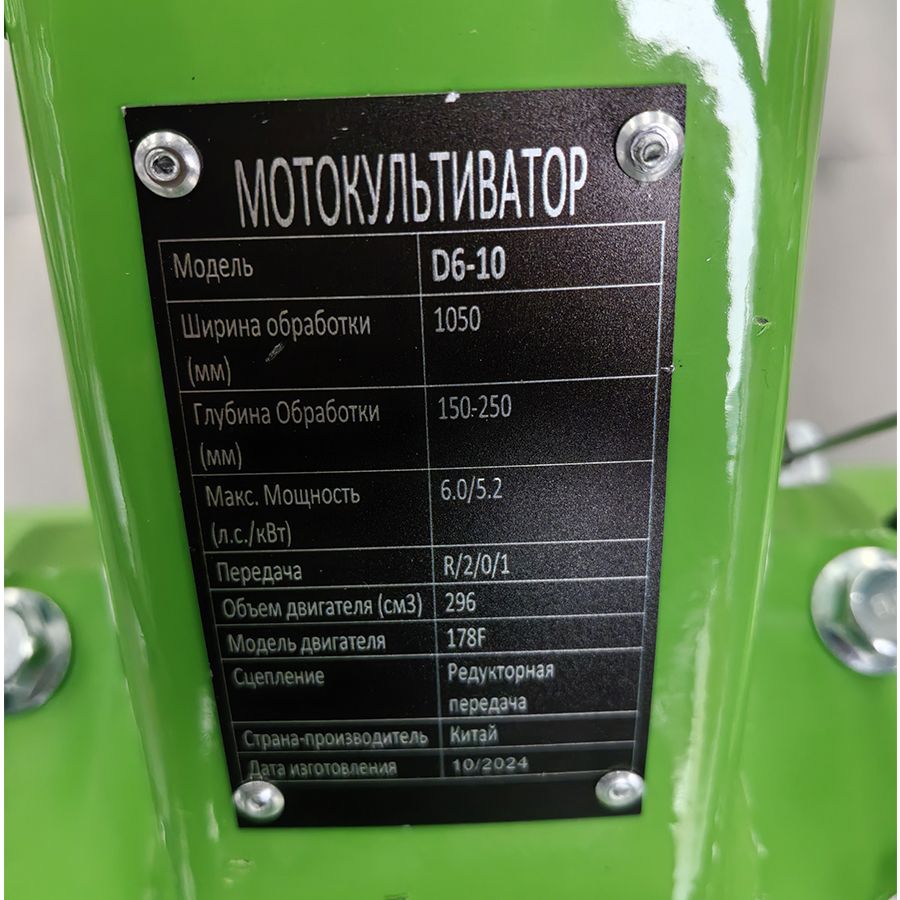 МОТОКУЛЬТИВАТОР
Модель D6-10
Ширина обработки 1050
(мм)
Глубина Обработки 150-250
(мм)
Макс. Мощность 6.0/5.2
(л.с./кВт)
Передача R/2/0/1
Объем двигателя (см3) 296
Модель двигателя 178F
Сцепление Редукторная
передача
Страна-производитель Китай
Дата изготовления 10/2024